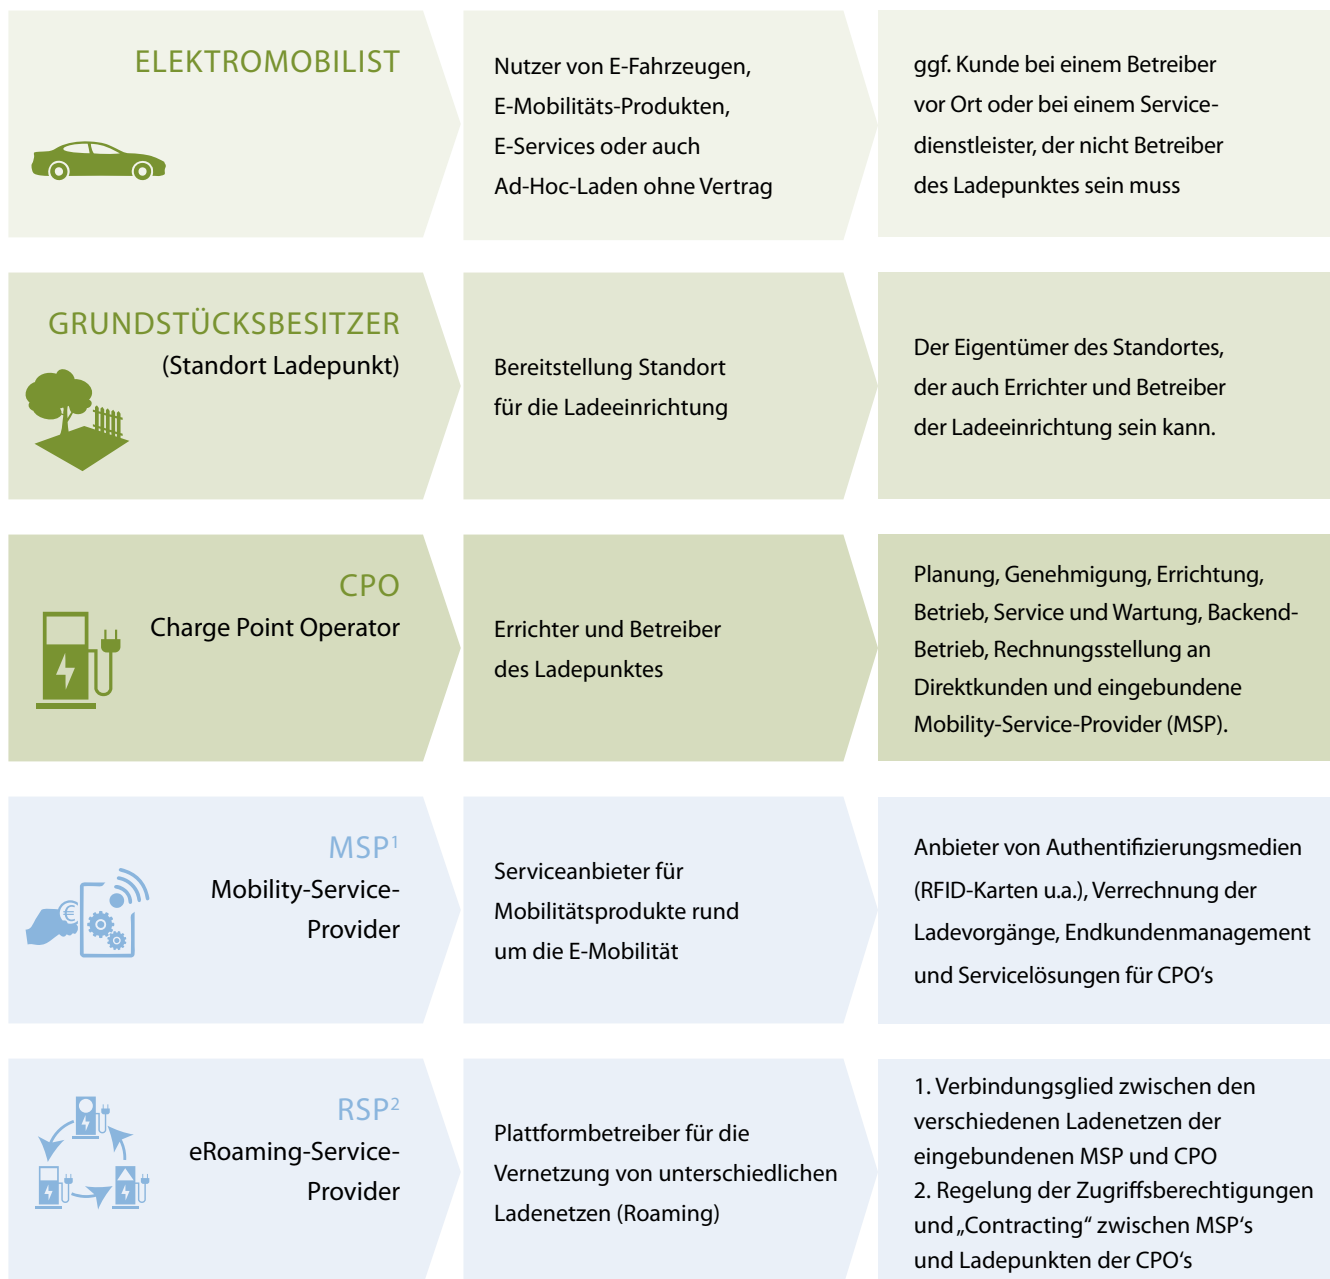 ELEKTROMOBILIST
Nutzer von E-Fahrzeugen,
E-Mobilitäts-Produkten,
E-Services oder auch
Ad-Hoc-Laden ohne Vertrag
ggf. Kunde bei einem Betreiber
vor Ort oder bei einem Service-
dienstleister, der nicht Betreiber
des Ladepunktes sein muss
GRUNDSTÜCKSBESITZER
(Standort Ladepunkt)
Bereitstellung Standort
für die Ladeeinrichtung
Der Eigentümer des Standortes,
der auch Errichter und Betreiber
der Ladeeinrichtung sein kann.
CPO
Charge Point Operator
Errichter und Betreiber
des Ladepunktes
Planung, Genehmigung, Errichtung,
Betrieb, Service und Wartung, Backend-
Betrieb, Rechnungsstellung an
Direktkunden und eingebundene
Mobility-Service-Provider (MSP).
MSP¹
Mobility-Service-
Provider
€
Serviceanbieter für
Mobilitätsprodukte rund
um die E-Mobilität
Anbieter von Authentifizierungsmedien
(RFID-Karten u.a.), Verrechnung der
Ladevorgänge, Endkundenmanagement
und Servicelösungen für CPO‘s
RSP²
eRoaming-Service-
Provider
Plattformbetreiber für die
Vernetzung von unterschiedlichen
Ladenetzen (Roaming)
1. Verbindungsglied zwischen den
verschiedenen Ladenetzen der
eingebundenen MSP und CPO
2. Regelung der Zugriffsberechtigungen
und „Contracting“ zwischen MSP‘s
und Ladepunkten der CPO‘s